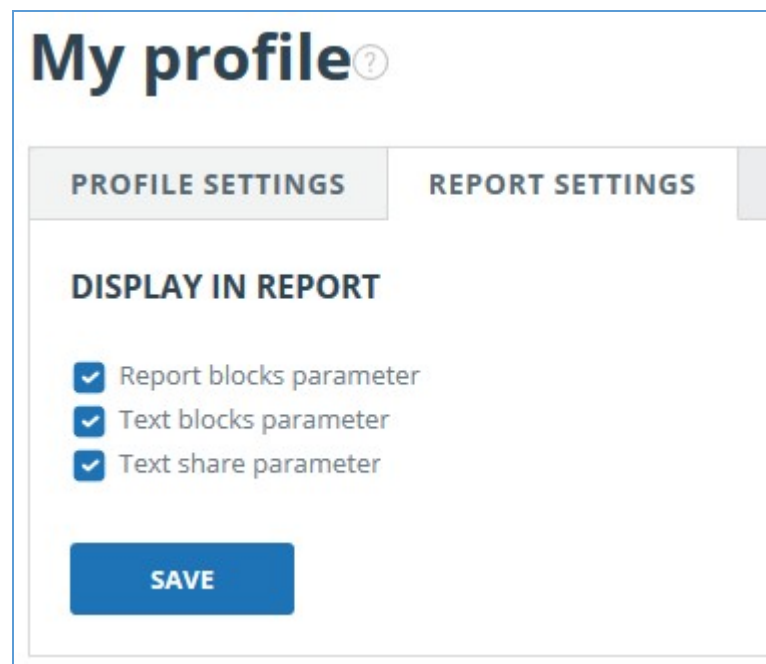 My profile ?
PROFILE SETTINGS REPORT SETTINGS
DISPLAY IN REPORT
Report blocks parameter
Text blocks parameter
Text share parameter
SAVE